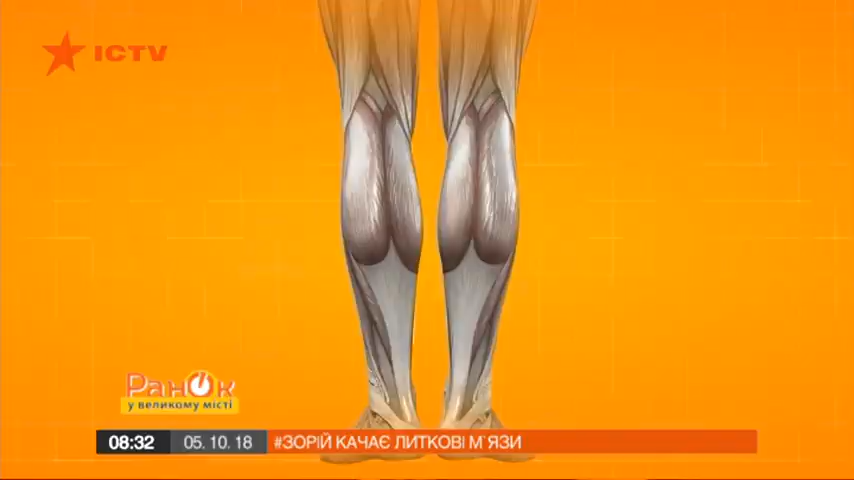 ICTV
Ранок
у великому місті
08:32 05. 10. 18 #ЗОРІЙ КАЧАЄ ЛИТКОВІ М`ЯЗИ